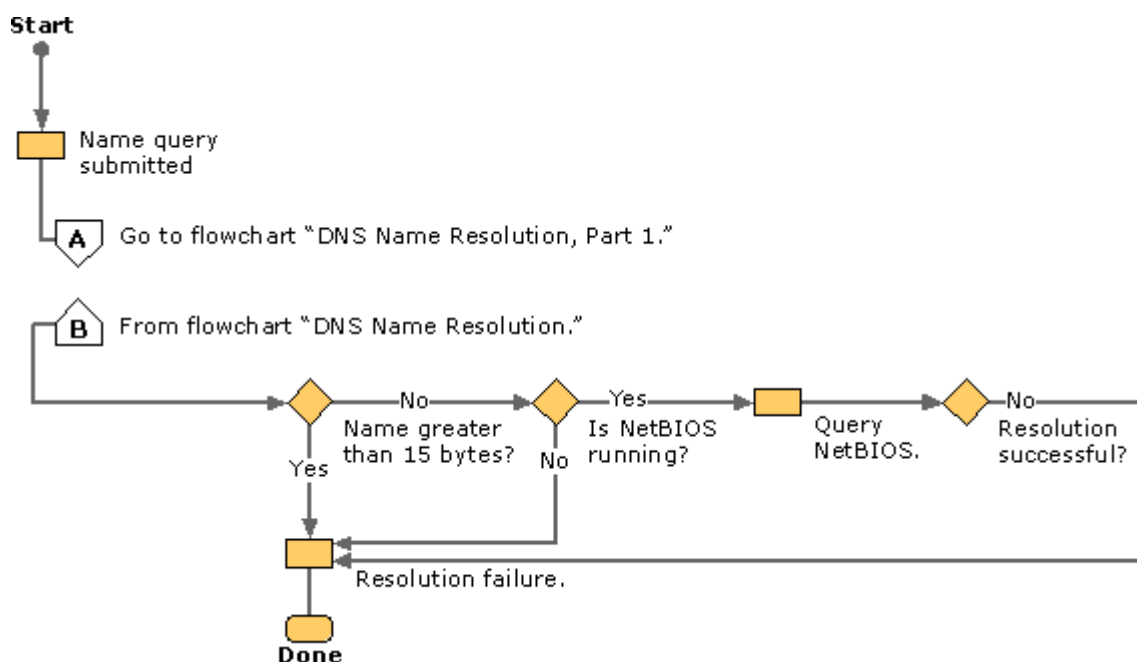 Start
Name query
submitted
A
Go to flowchart “DNS Name Resolution, Part 1.”
B
From flowchart “DNS Name Resolution.”
No
Name greater
than 15 bytes?
Yes
Yes
Is NetBIOS
running?
No
Query
NetBIOS.
No
Resolution
successful?
Resolution failure.
Done